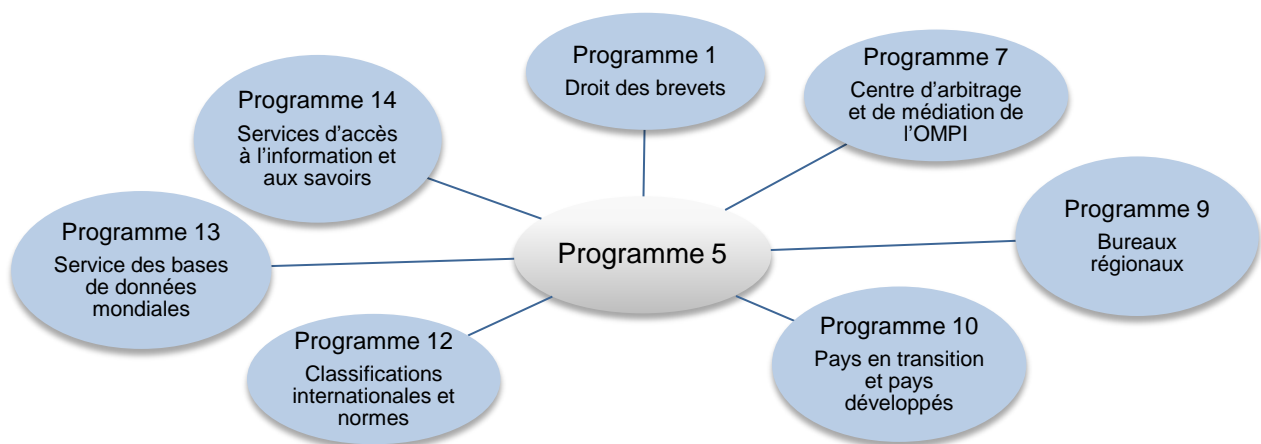 Programme 1
Droit des brevets
Programme 7
Centre d’arbitrage
et de médiation de
l’OMPI
Programme 14
Services d’accès
à l’information et
aux savoirs
Programme 9
Bureaux
régionaux
Programme 13
Service des bases
de données
mondiales
Programme 5
Programme 12
Classifications
internationales et
normes
Programme 10
Pays en transition
et pays
développés